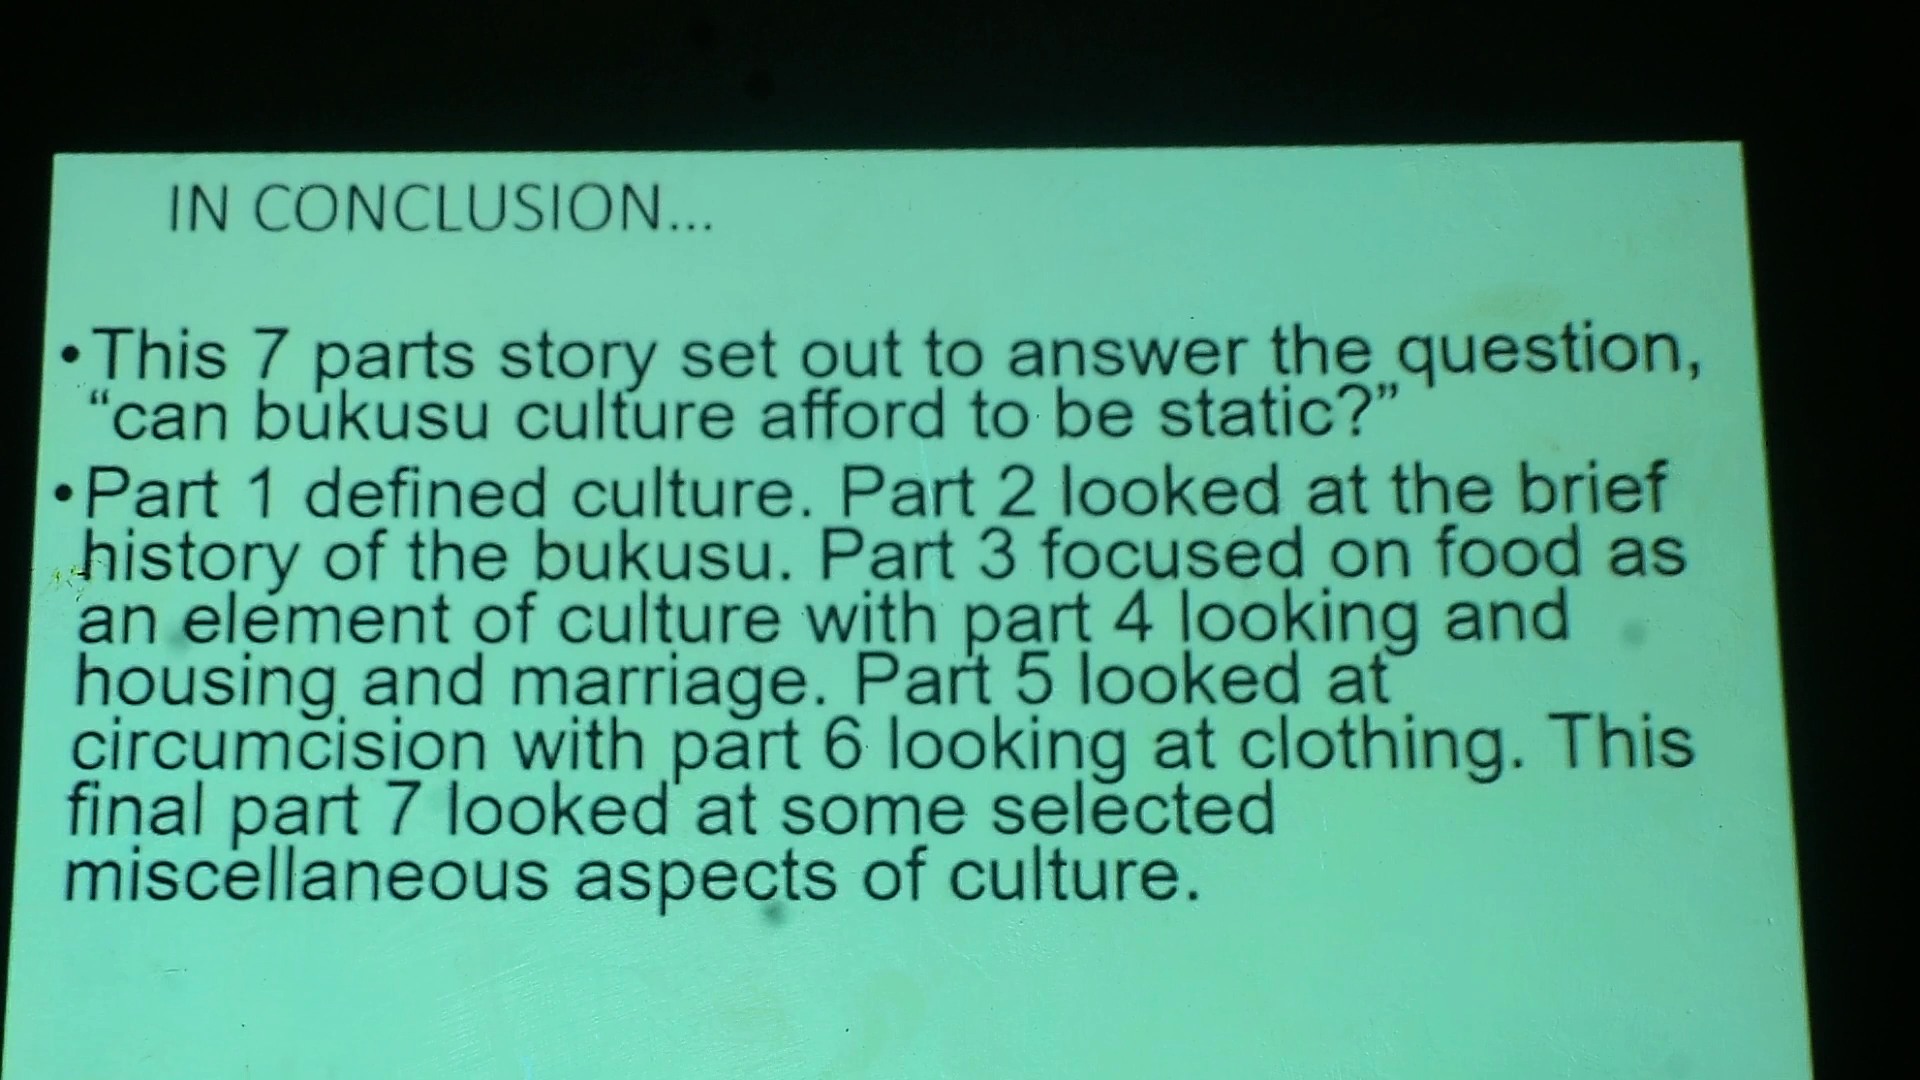 IN CONCLUSION...
•This 7 parts story set out to answer the question,
“can bukusu culture afford to be static?”
•Part 1 defined culture. Part 2 looked at the brief
history of the bukusu. Part 3 focused on food as
an element of culture with part 4 looking and
housing and marriage. Part 5 looked at
circumcision with part 6 looking at clothing. This
final part 7 looked at some selected
miscellaneous aspects of culture.